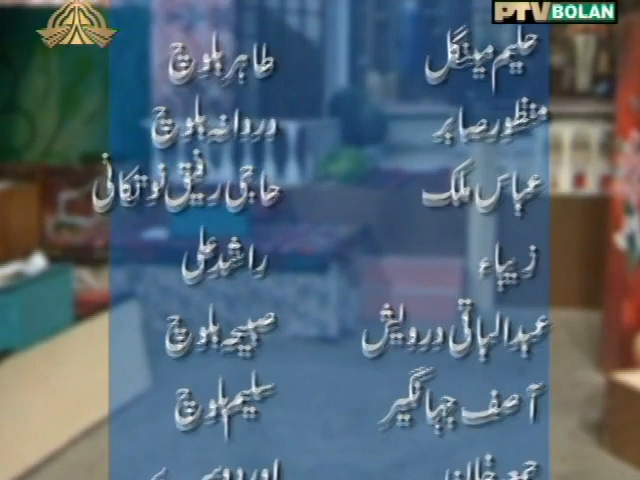 PTV BOLAN
حلیم مینگل طاہر بلوچ
منظور صابر دردانہ بلوچ
عباس ملک حاجی رفیق نوتکانی
زیباء راشد علی
عبدالباقی درویش صبیحہ بلوچ
آصف جہانگیر سلیم بلوچ